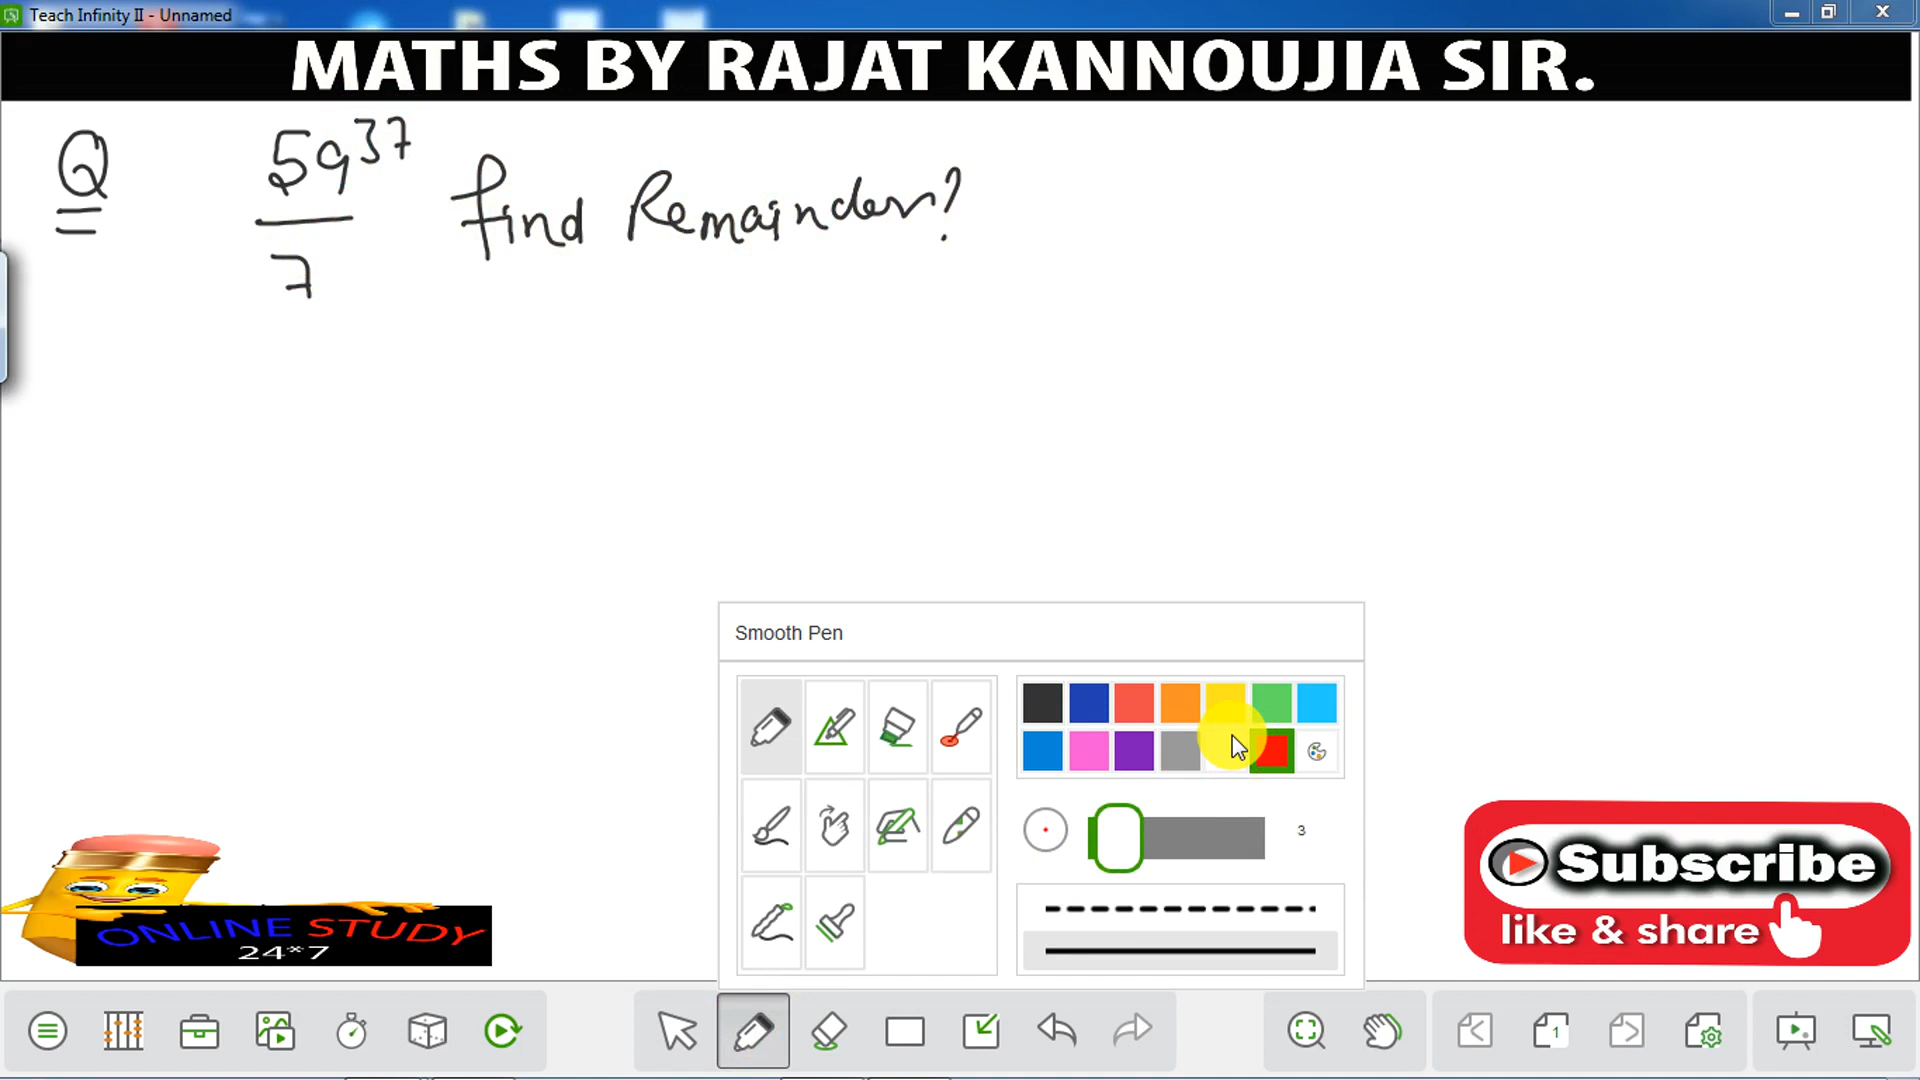 Teach Infinity II - Unnamed
MATHS BY RAJAT KANNOUJIA SIR.
Q 59^37 / 7 find Remainder?
Smooth Pen
3
ONLINE STUDY
24*7
Subscribe
like & share
1